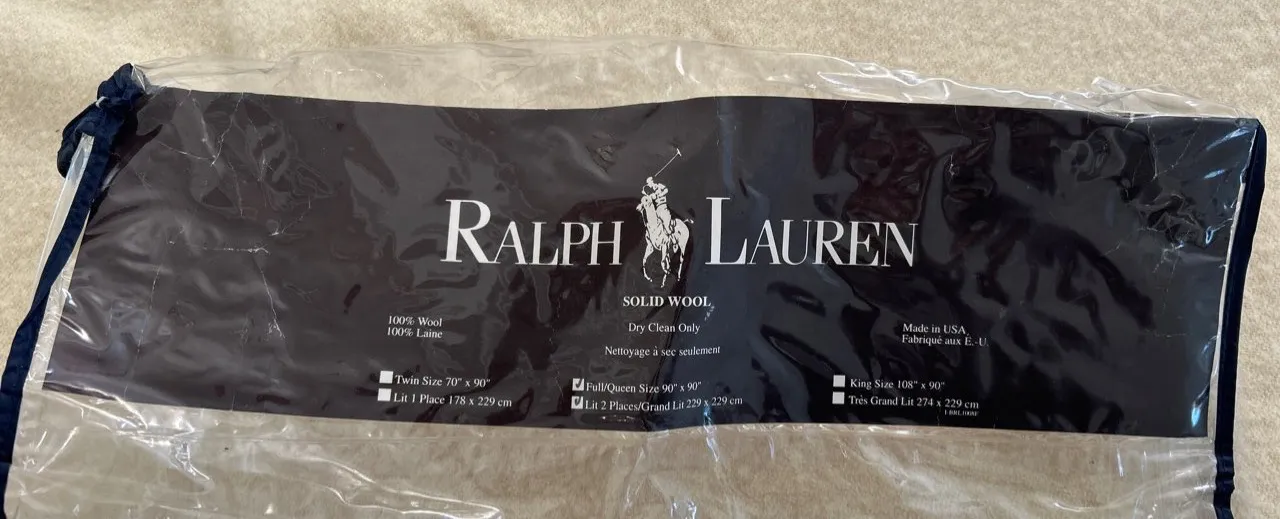 RALPH LAUREN
SOLID WOOL
100% Wool
100% Laine
Dry Clean Only
Nettoyage à sec seulement
Made in USA
Fabriqué aux É.-U.
Twin Size 70" x 90"
Lit 1 Place 178 x 229 cm
Full/Queen Size 90" x 90"
Lit 2 Places/Grand Lit 229 x 229 cm
King Size 108" x 90"
Très Grand Lit 274 x 229 cm